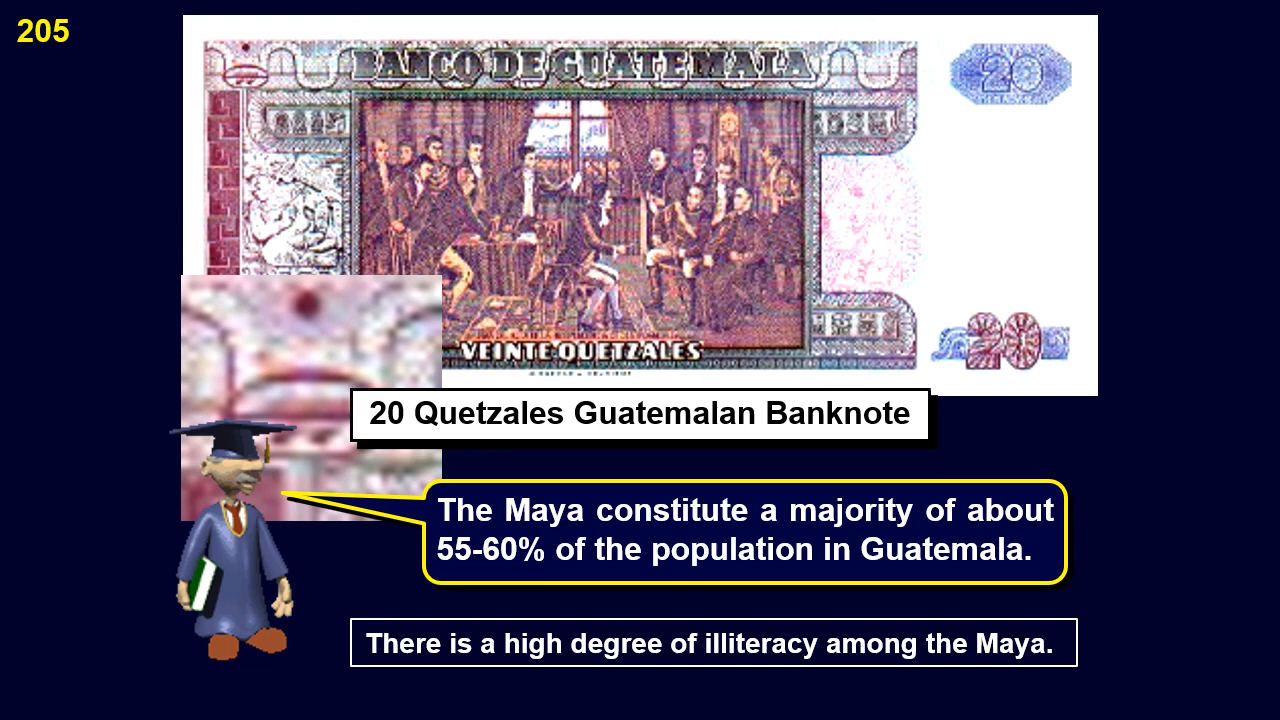 205
BANCO DE GUATEMALA
20
VEINTE QUETZALES
20
20 Quetzales Guatemalan Banknote
The Maya constitute a majority of about
55-60% of the population in Guatemala.
There is a high degree of illiteracy among the Maya.